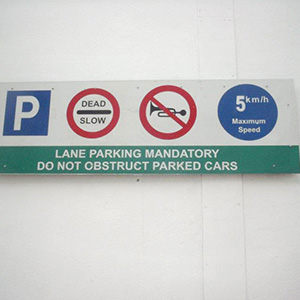 P
DEAD
SLOW
5km/h
Maximum
Speed
LANE PARKING MANDATORY
DO NOT OBSTRUCT PARKED CARS